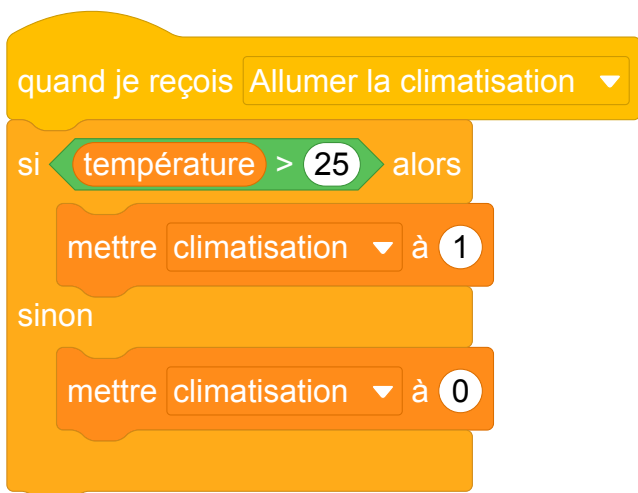 quand je reçois Allumer la climatisation
si température > 25 alors
mettre climatisation à 1
sinon
mettre climatisation à 0